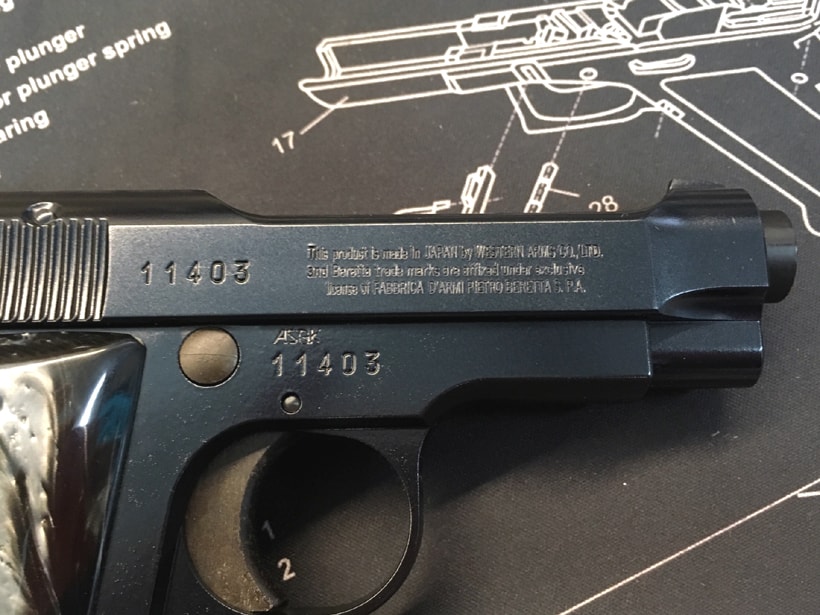 plunger
or plunger spring
aring
17
28
11403
This product is made in JAPAN by WESTERN ARMS CO., LTD.
and Beretta trade marks are affixed under exclusive
license of FABBRICA D'ARMI PIETRO BERETTA S.P.A.
ASGK
11403
1
2